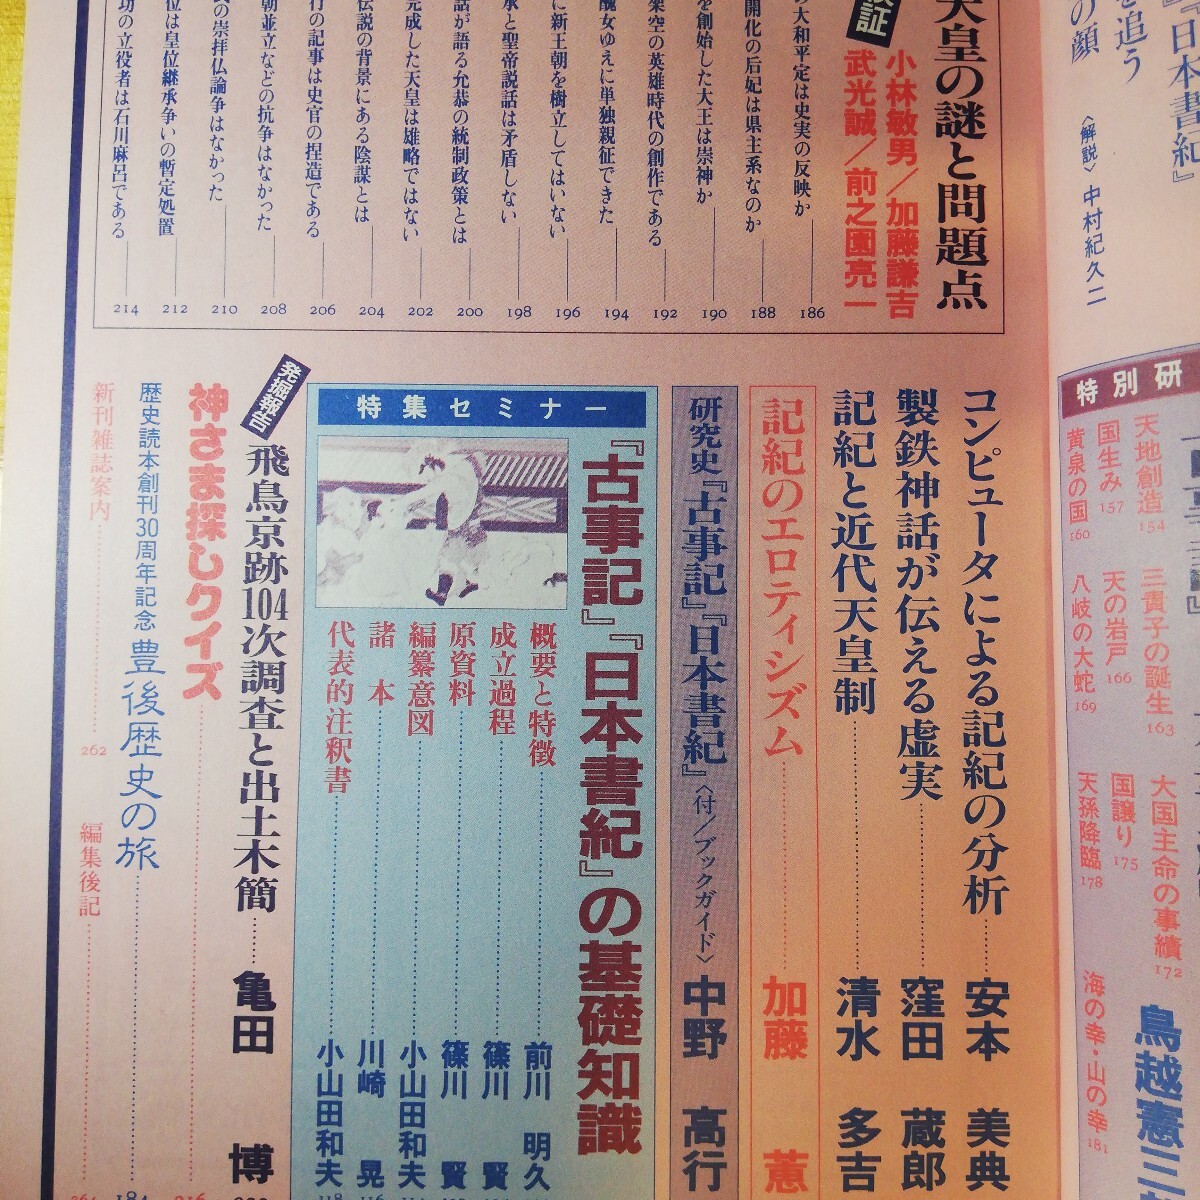 『日本書紀』
を追う
の顔
〈解説〉中村紀久二
天皇の謎と問題点
検証
小林敏男/加藤謙吉
武光誠/前之園亮一
の大和平定は史実の反映か 186
開化の后妃は県主系なのか 188
を創始した大王は崇神か 190
架空の英雄時代の創作である 192
醜女ゆえに単独親征できた 194
に新王朝を樹立してはいない 196
承と聖帝説話は矛盾しない 198
話が語る允恭の統制政策とは 200
完成した天皇は雄略ではない 202
伝説の背景にある陰謀とは 204
行の記事は史官の捏造である 206
朝並立などの抗争はなかった 208
の崇拝仏論争はなかった 210
位は皇位継承争いの暫定処置 212
功の立役者は石川麻呂である 214
特別研
天地創造 154
国生み 157
黄泉の国 160
三貴子の誕生 163
天の岩戸 166
八岐の大蛇 169
大国主命の事績 172
国譲り 175
天孫降臨 178
海の幸・山の幸 181
鳥越憲三
コンピュータによる記紀の分析 安本 美典
製鉄神話が伝える虚実 窪田 蔵郎
記紀と近代天皇制 清水 多吉
記紀のエロティシズム 加藤 蕙
研究史『古事記』『日本書紀』〈付/ブックガイド〉 中野 高行
特集セミナー
『古事記』『日本書紀』の基礎知識
概要と特徴 前川 明久
成立過程 篠川 賢
原資料 篠川 賢
編纂意図 小山田和夫
諸本 川崎 晃
代表的注釈書 小山田和夫
発掘報告
飛鳥京跡104次調査と出土木簡 亀田 博
神さま探しクイズ 216
歴史読本創刊30周年記念 豊後歴史の旅 184
新刊雑誌案内 262
編集後記 264